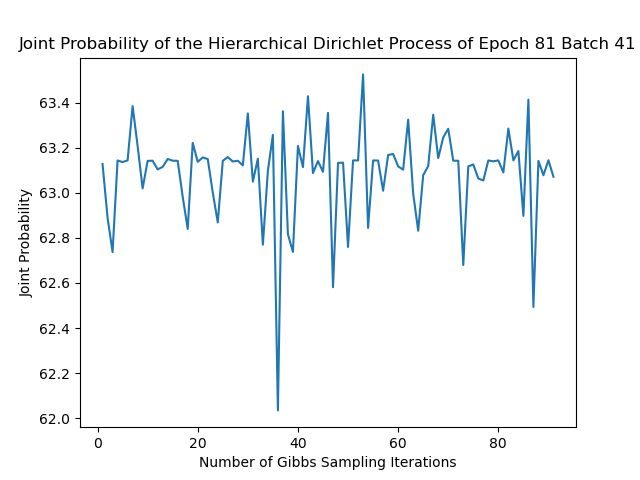 Joint Probability of the Hierarchical Dirichlet Process of Epoch 81 Batch 41
63.4
63.2
63.0
62.8
62.6
62.4
62.2
62.0
Joint Probability
0 20 40 60 80
Number of Gibbs Sampling Iterations